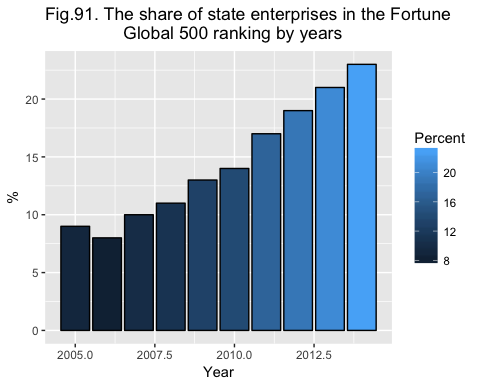 Fig.91. The share of state enterprises in the Fortune
Global 500 ranking by years
%
20
15
10
5
0
2005.0 2007.5 2010.0 2012.5
Year
Percent
20
16
12
8